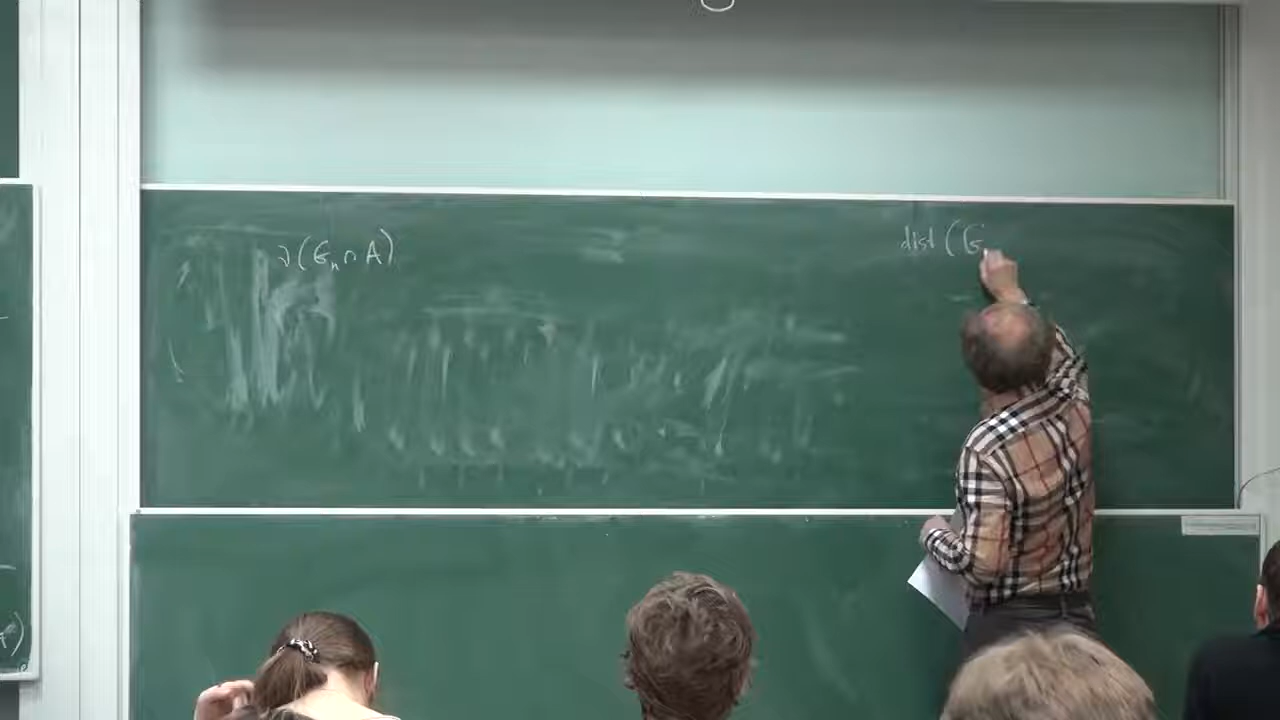 ν(G_n ∩ A) dist (G